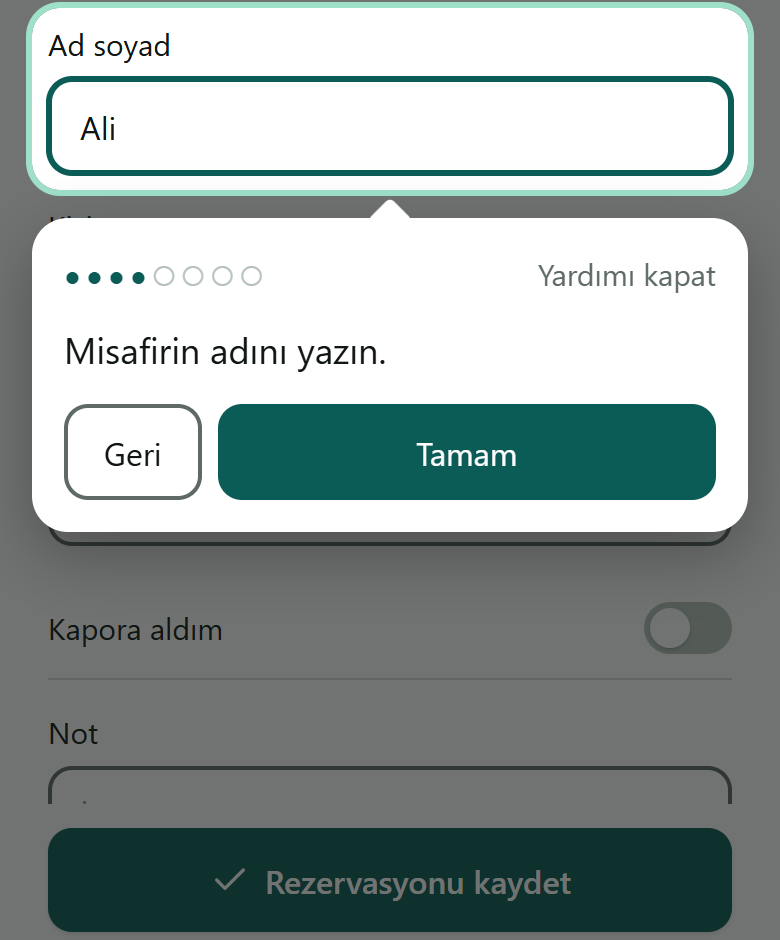 Ad soyad
Ali
Yardımı kapat
Misafirin adını yazın.
Geri
Tamam
Kapora aldım
Not
Rezervasyonu kaydet